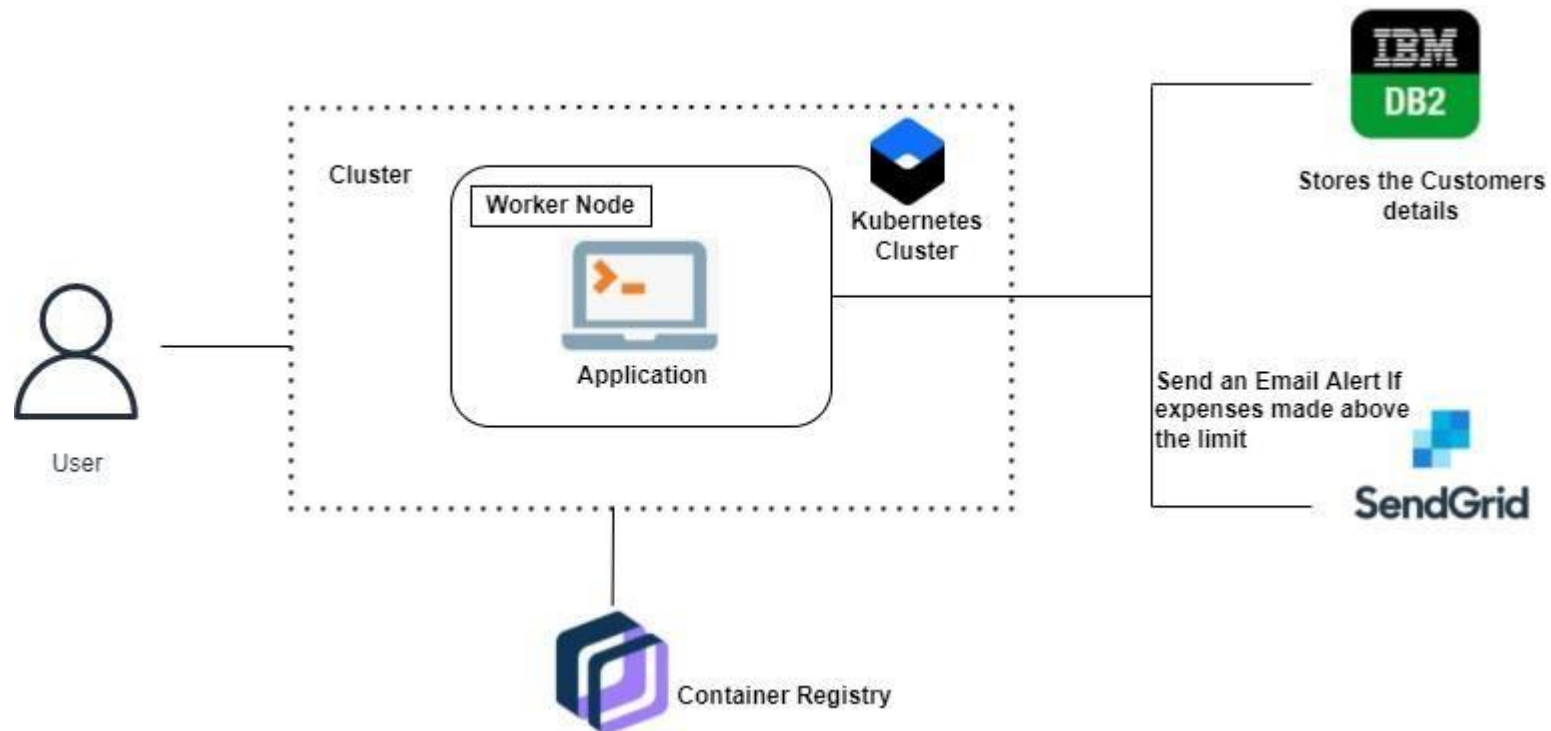 IBM
DB2
Stores the Customers
details
Cluster
Worker Node
Kubernetes
Cluster
Application
User
Send an Email Alert If
expenses made above
the limit
SendGrid
Container Registry